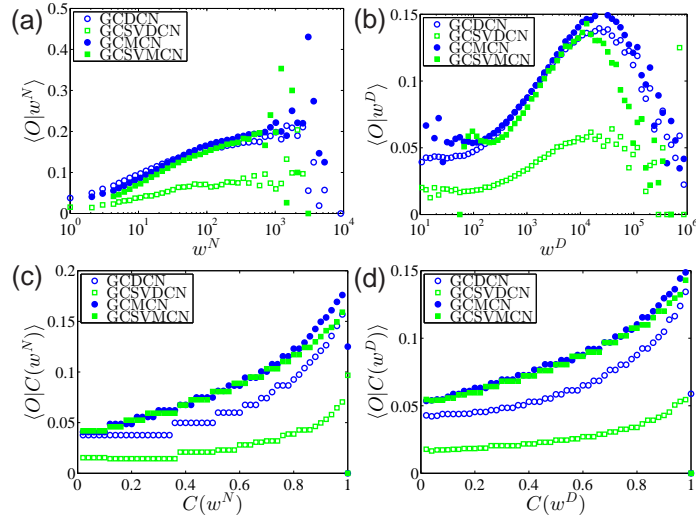 (a)
0.5
0.4
0.3
0.2
0.1
0
⟨O|w^N⟩
GCDCN
GCSVDCN
GCMCN
GCSVMCN
10^0 10^1 10^2 10^3 10^4
w^N
(b)
0.15
0.1
0.05
0
⟨O|w^D⟩
GCDCN
GCSVDCN
GCMCN
GCSVMCN
10^1 10^2 10^3 10^4 10^5 10^6
w^D
(c)
0.2
0.15
0.1
0.05
0
⟨O|C(w^N)⟩
GCDCN
GCSVDCN
GCMCN
GCSVMCN
0 0.2 0.4 0.6 0.8 1
C(w^N)
(d)
0.15
0.1
0.05
0
⟨O|C(w^D)⟩
GCDCN
GCSVDCN
GCMCN
GCSVMCN
0 0.2 0.4 0.6 0.8 1
C(w^D)